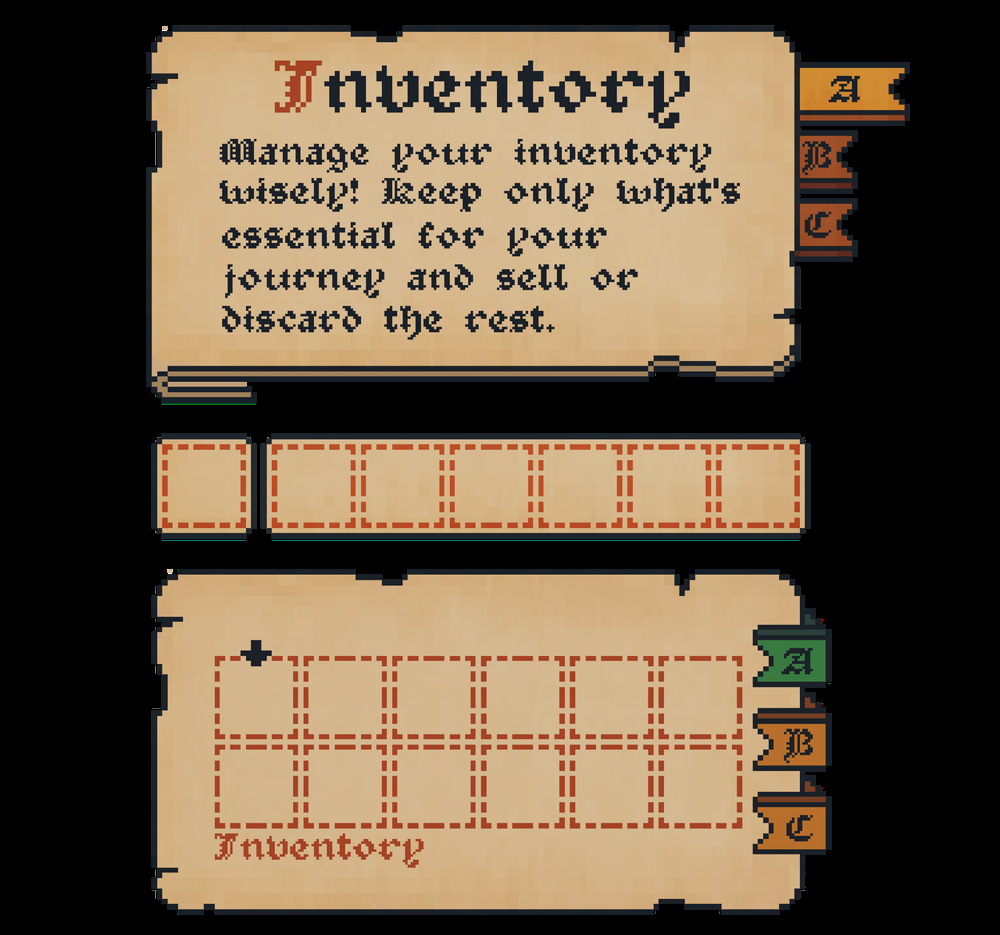 Inventory
A
Manage your inventory
B
wisely! Keep only what's
C
essential for your
journey and sell or
discard the rest.
A
B
C
Inventory